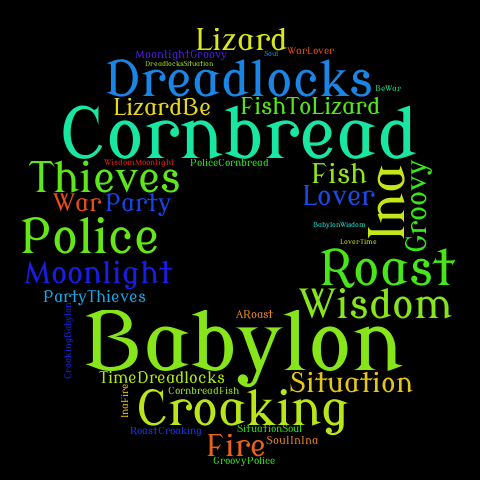 Lizard
MoonlightGroovy
Soul
WarLover
DreadlocksSituation
Dreadlocks
BeWar
LizardBe
FishToLizard
Cornbread
WisdomMoonlight
PoliceCornbread
Thieves
Fish
Ina
Groovy
War
Party
Lover
Police
BabylonWisdom
LoverTime
Moonlight
Roast
PartyThieves
Wisdom
CroakingBabylon
ARoast
Babylon
TimeDreadlocks
Situation
CornbreadFish
InaFire
Croaking
RoastCroaking
SituationSoul
Fire
SoulInIna
GroovyPolice